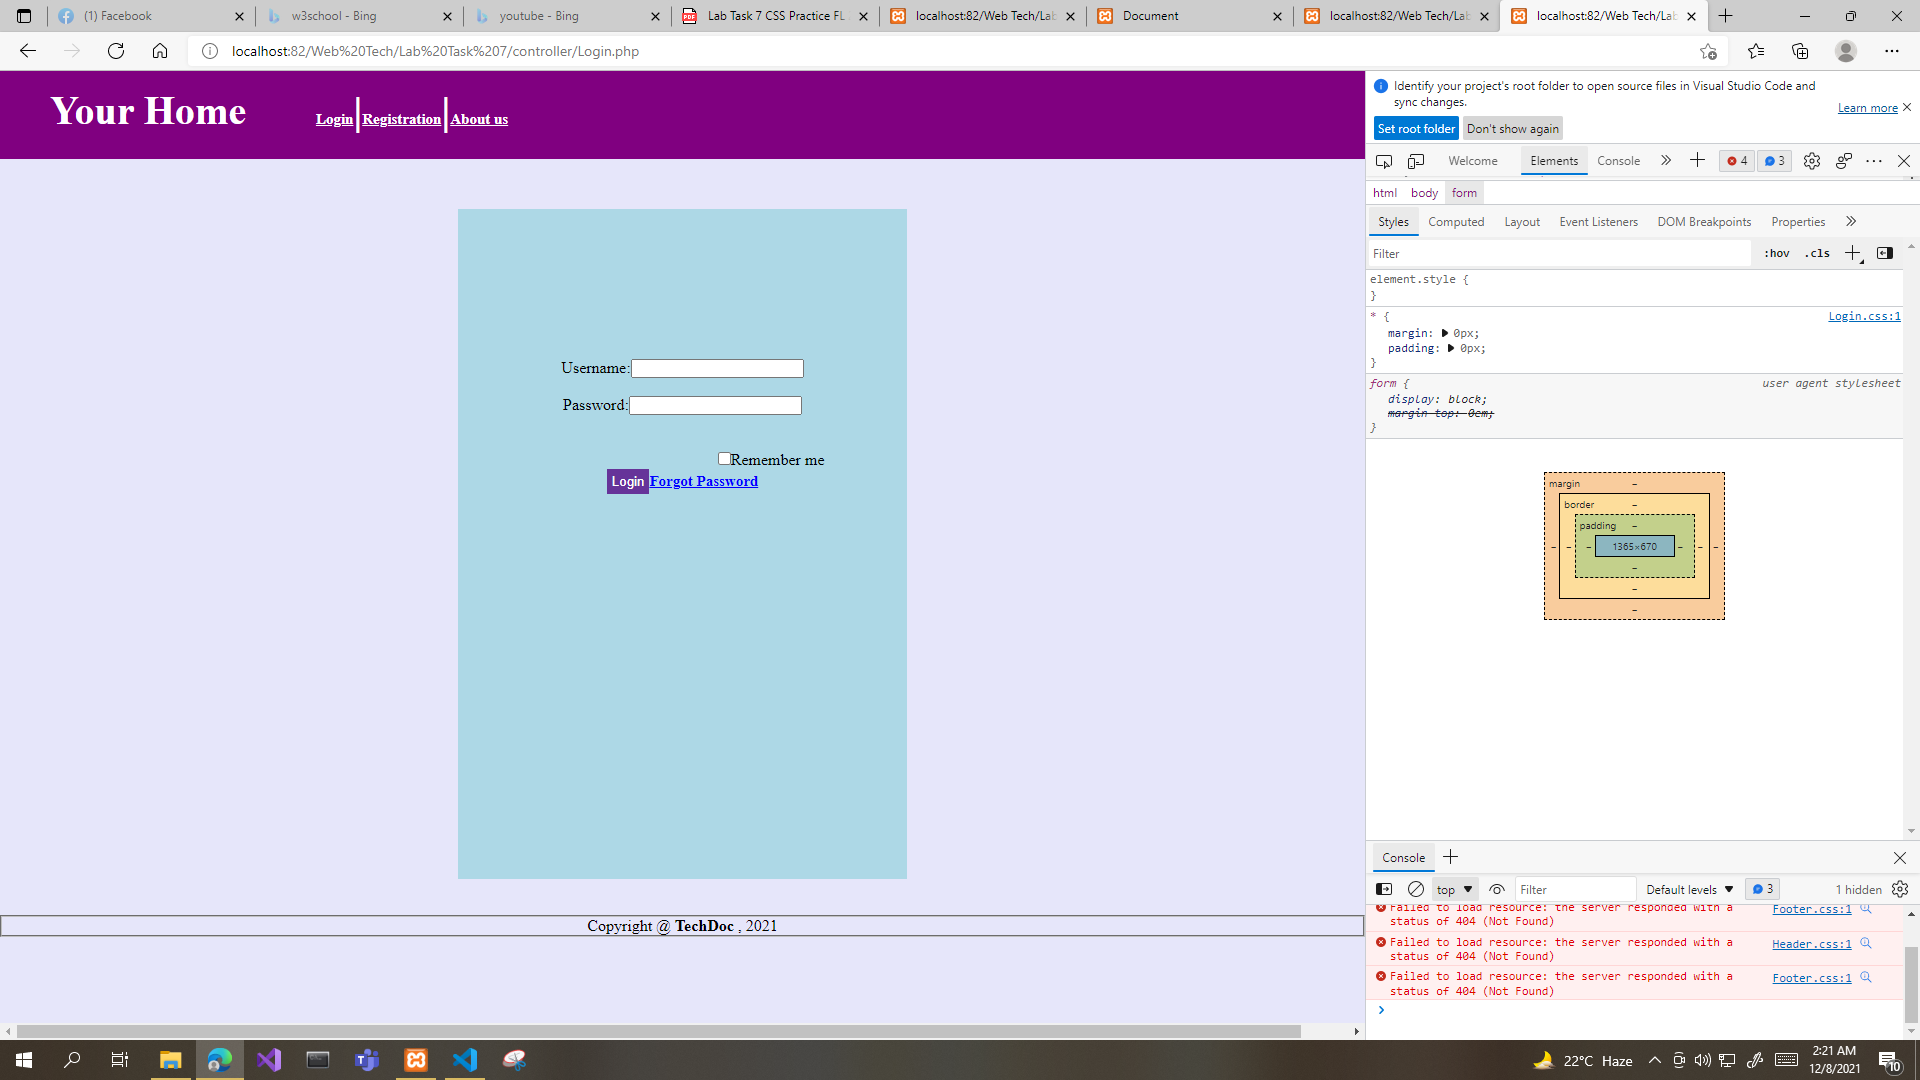 (1) Facebook
w3school - Bing
youtube - Bing
Lab Task 7 CSS Practice FL
localhost:82/Web Tech/Lab
Document
localhost:82/Web Tech/Lab
localhost:82/Web Tech/Lab
localhost:82/Web%20Tech/Lab%20Task%207/controller/Login.php
Your Home
Login
Registration
About us
Username:
Password:
Remember me
Login
Forgot Password
Copyright @ TechDoc , 2021
Identify your project's root folder to open source files in Visual Studio Code and
sync changes.
Learn more
Set root folder
Don't show again
Welcome
Elements
Console
4
3
html
body
form
Styles
Computed
Layout
Event Listeners
DOM Breakpoints
Properties
Filter
:hov
.cls
element.style {
}
* {
Login.css:1
margin: 0px;
padding: 0px;
}
form {
user agent stylesheet
display: block;
margin-top: 0em;
}
margin
–
border
–
padding
–
– – – 1365×670 – – –
–
–
–
Console
top
Filter
Default levels
3
1 hidden
Failed to load resource: the server responded with a
status of 404 (Not Found)
Footer.css:1
Failed to load resource: the server responded with a
status of 404 (Not Found)
Header.css:1
Failed to load resource: the server responded with a
status of 404 (Not Found)
Footer.css:1
22°C Haze
2:21 AM
12/8/2021
10